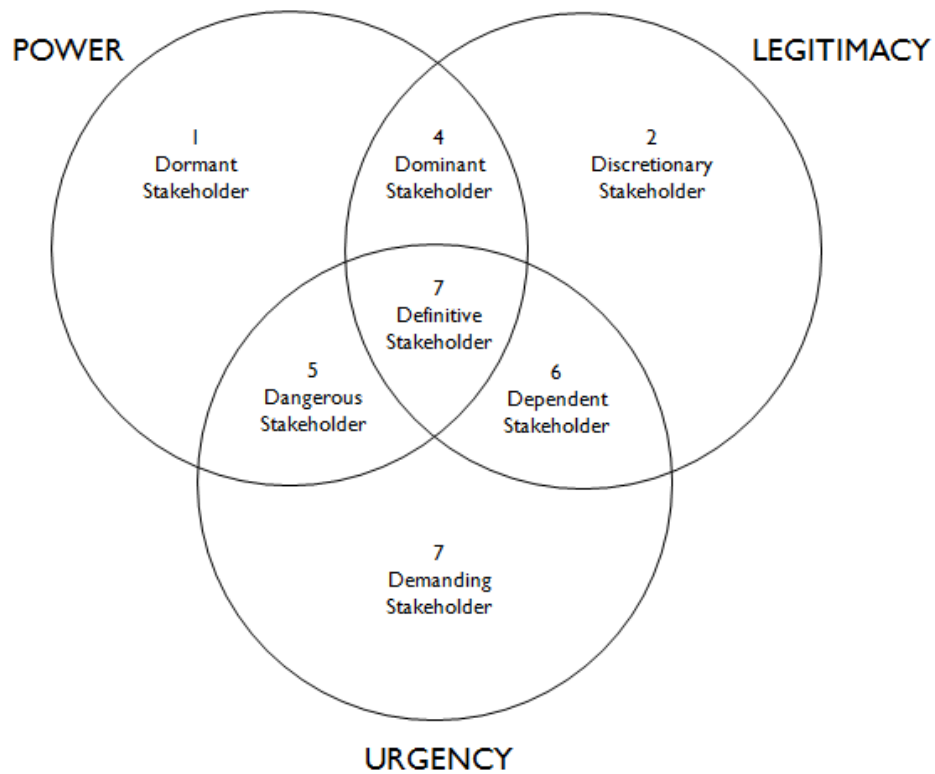 POWER
LEGITIMACY
1
Dormant
Stakeholder
4
Dominant
Stakeholder
2
Discretionary
Stakeholder
7
Definitive
Stakeholder
5
Dangerous
Stakeholder
6
Dependent
Stakeholder
7
Demanding
Stakeholder
URGENCY